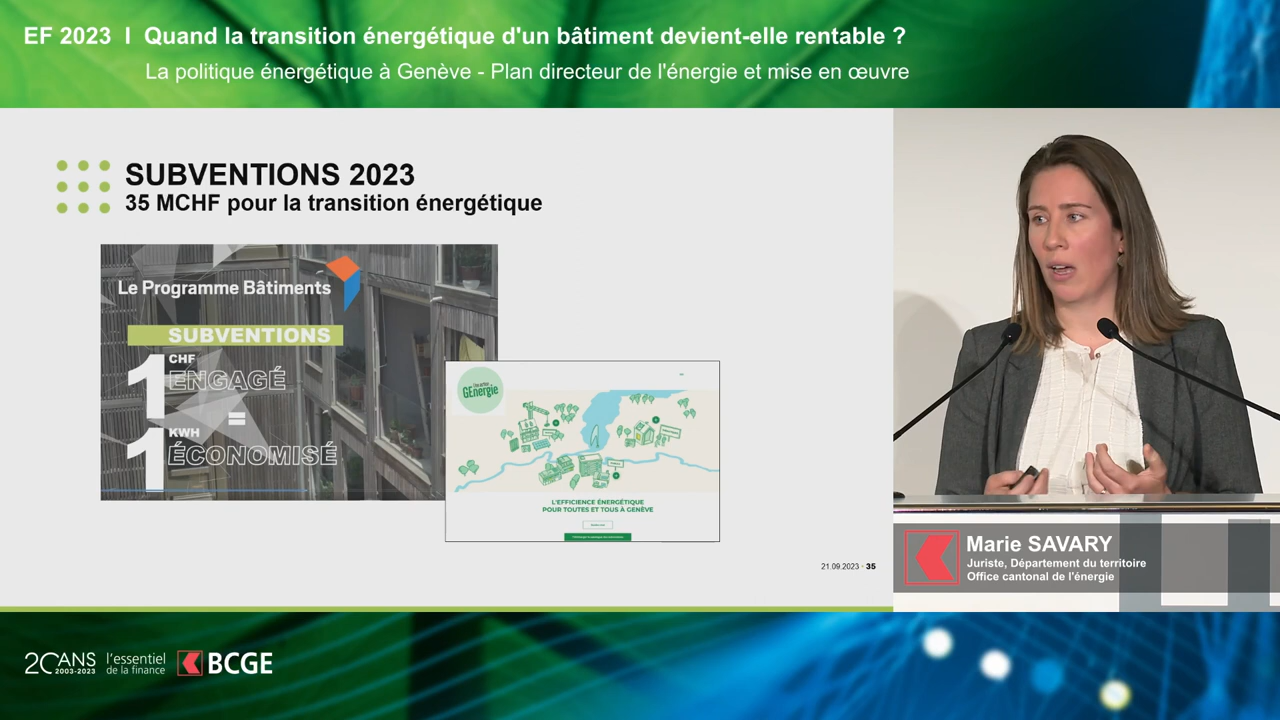 EF 2023 I Quand la transition énergétique d'un bâtiment devient-elle rentable ?
La politique énergétique à Genève - Plan directeur de l'énergie et mise en œuvre
SUBVENTIONS 2023
35 MCHF pour la transition énergétique
Le Programme Bâtiments
SUBVENTIONS
1 CHF
ENGAGÉ
=
1 KWH
ÉCONOMISÉ
GEnergie
L'EFFICIENCE ÉNERGÉTIQUE
POUR TOUTES ET TOUS À GENÈVE
21.09.2023 · 35
Marie SAVARY
Juriste, Département du territoire
Office cantonal de l'énergie
20 ANS
2003-2023
l'essentiel
de la finance
BCGE